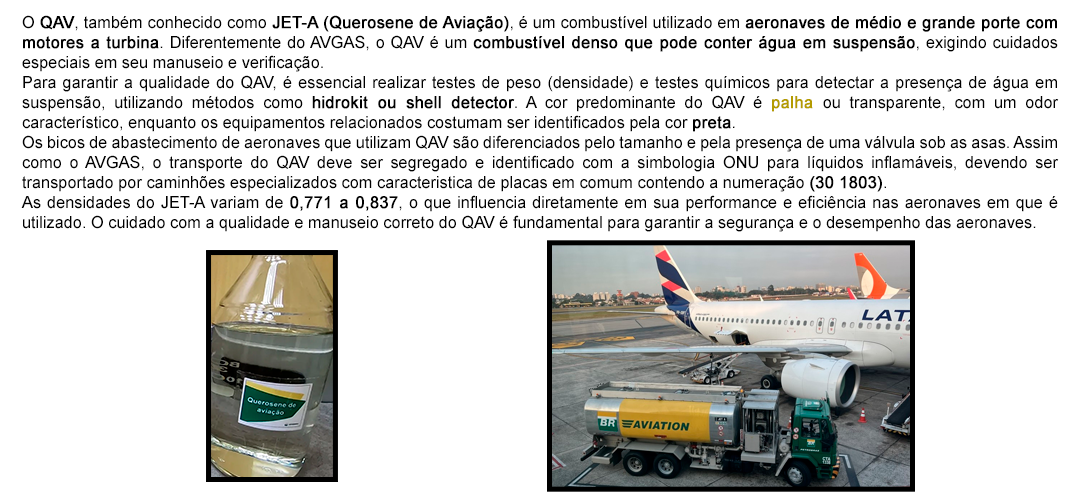 O QAV, também conhecido como JET-A (Querosene de Aviação), é um combustível utilizado em aeronaves de médio e grande porte com
motores a turbina. Diferentemente do AVGAS, o QAV é um combustível denso que pode conter água em suspensão, exigindo cuidados
especiais em seu manuseio e verificação.
Para garantir a qualidade do QAV, é essencial realizar testes de peso (densidade) e testes químicos para detectar a presença de água em
suspensão, utilizando métodos como hidrokit ou shell detector. A cor predominante do QAV é palha ou transparente, com um odor
característico, enquanto os equipamentos relacionados costumam ser identificados pela cor preta.
Os bicos de abastecimento de aeronaves que utilizam QAV são diferenciados pelo tamanho e pela presença de uma válvula sob as asas. Assim
como o AVGAS, o transporte do QAV deve ser segregado e identificado com a simbologia ONU para líquidos inflamáveis, devendo ser
transportado por caminhões especializados com caracteristica de placas em comum contendo a numeração (30 1803).
As densidades do JET-A variam de 0,771 a 0,837, o que influencia diretamente em sua performance e eficiência nas aeronaves em que é
utilizado. O cuidado com a qualidade e manuseio correto do QAV é fundamental para garantir a segurança e o desempenho das aeronaves.
Querosene de
aviação
LAT
BR AVIATION
BR